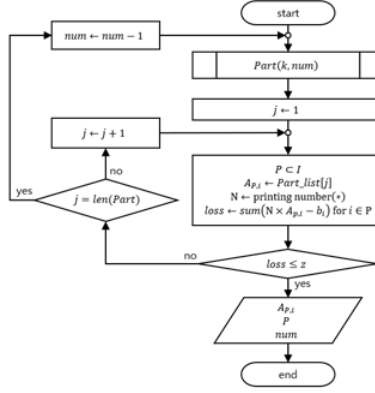 start
num ← num − 1
Part(k, num)
j ← 1
j ← j + 1
P ⊂ I
A_{P,i} ← Part_list[j]
N ← printing number(∗)
loss ← sum(N × A_{p,i} − b_i) for i ∈ P
no
yes
j = len(Part)
no
loss ≤ z
yes
A_{P,i}
P
num
end